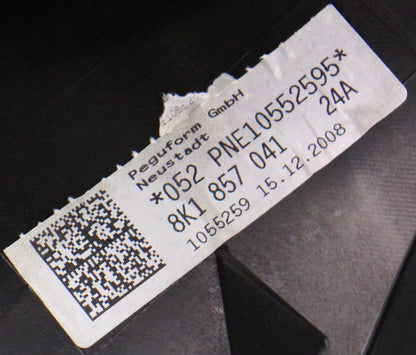 Peguform GmbH
Neustadt
*052 PNE10552595*
8K1 857 041 24A
1055259 15.12.2008